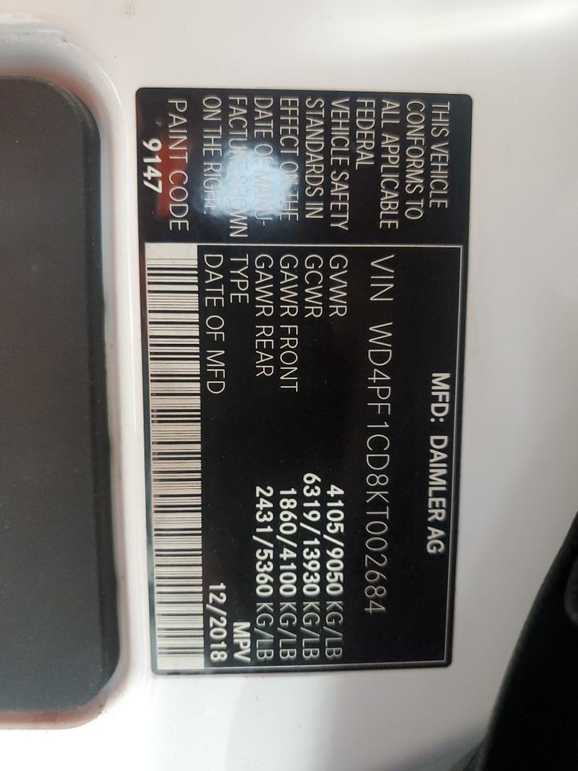 MFD: DAIMLER AG
VIN WD4PF1CD8KT002684
THIS VEHICLE
CONFORMS TO
ALL APPLICABLE
FEDERAL
VEHICLE SAFETY
STANDARDS IN
EFFECT ON THE
DATE OF MANU-
FACTURE SHOWN
ON THE RIGHT.
PAINT CODE
9147
GVWR 4105/9050 KG/LB
GCWR 6319/13930 KG/LB
GAWR FRONT 1860/4100 KG/LB
GAWR REAR 2431/5360 KG/LB
TYPE MPV
DATE OF MFD 12/2018